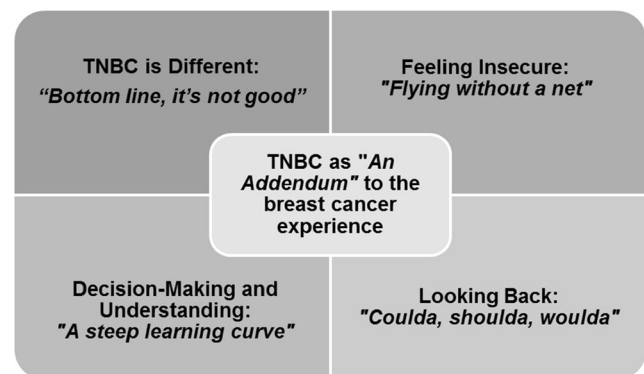 TNBC is Different:
“Bottom line, it’s not good”
Feeling Insecure:
"Flying without a net"
TNBC as "An
Addendum" to the
breast cancer
experience
Decision-Making and
Understanding:
"A steep learning curve"
Looking Back:
"Coulda, shoulda, woulda"